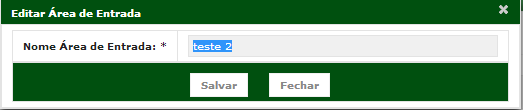 Editar Área de Entrada
Nome Área de Entrada: * teste 2
Salvar Fechar